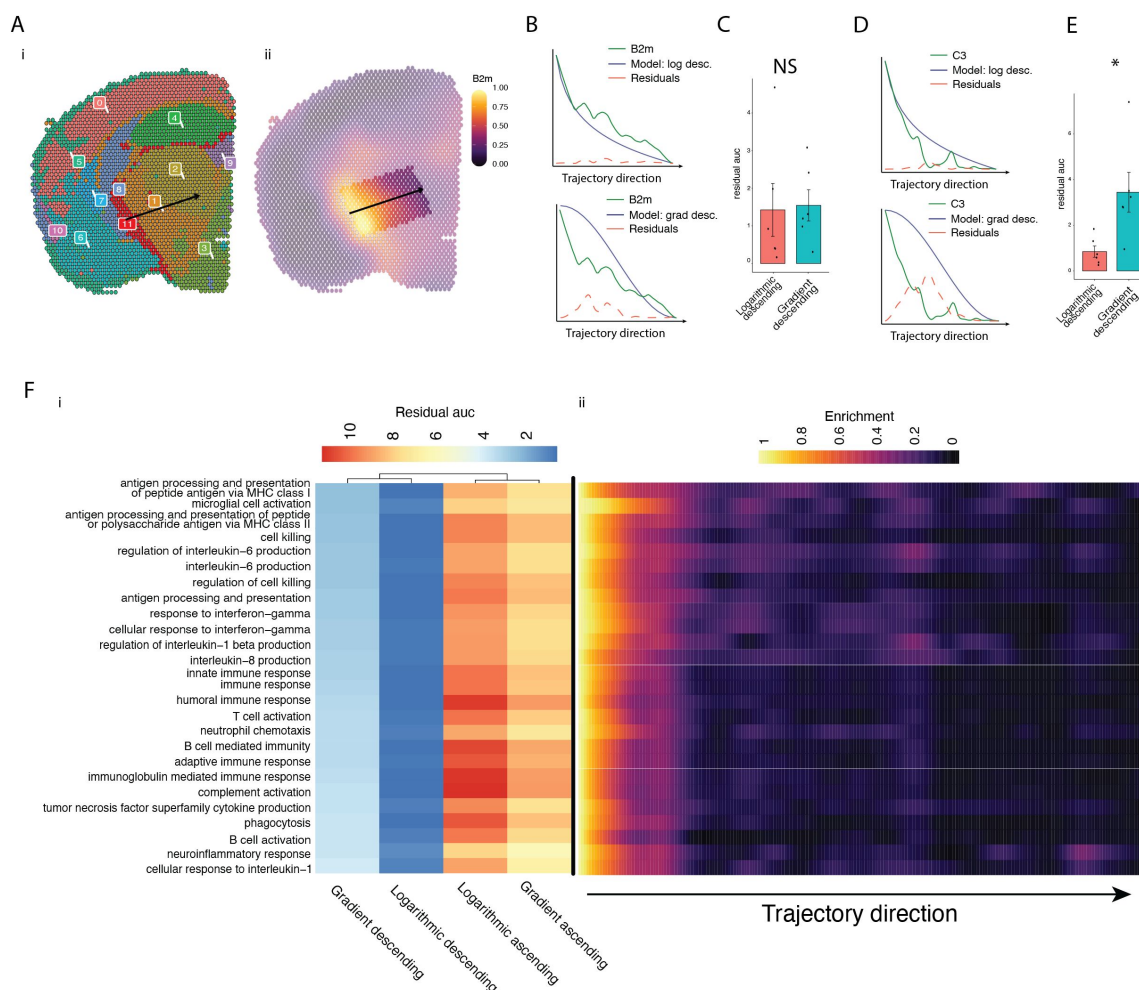 A
i
ii
0
4
5
9
2
8
7
1
11
10
6
3
B2m
1.00
0.75
0.50
0.25
0.00
B
B2m
Model: log desc.
Residuals
Trajectory direction
B2m
Model: grad desc.
Residuals
Trajectory direction
C
NS
residual auc
4
3
2
1
0
Logarithmic
descending
Gradient
descending
D
C3
Model: log desc.
Residuals
Trajectory direction
C3
Model: grad desc.
Residuals
Trajectory direction
E
*
residual auc
6
4
2
0
Logarithmic
descending
Gradient
descending
F
i
Residual auc
10 8 6 4 2
antigen processing and presentation
of peptide antigen via MHC class I
microglial cell activation
antigen processing and presentation of peptide
or polysaccharide antigen via MHC class II
cell killing
regulation of interleukin−6 production
interleukin−6 production
regulation of cell killing
antigen processing and presentation
response to interferon−gamma
cellular response to interferon−gamma
regulation of interleukin−1 beta production
interleukin−8 production
innate immune response
immune response
humoral immune response
T cell activation
neutrophil chemotaxis
B cell mediated immunity
adaptive immune response
immunoglobulin mediated immune response
complement activation
tumor necrosis factor superfamily cytokine production
phagocytosis
B cell activation
neuroinflammatory response
cellular response to interleukin−1
Gradient descending
Logarithmic descending
Logarithmic ascending
Gradient ascending
ii
Enrichment
1 0.8 0.6 0.4 0.2 0
Trajectory direction